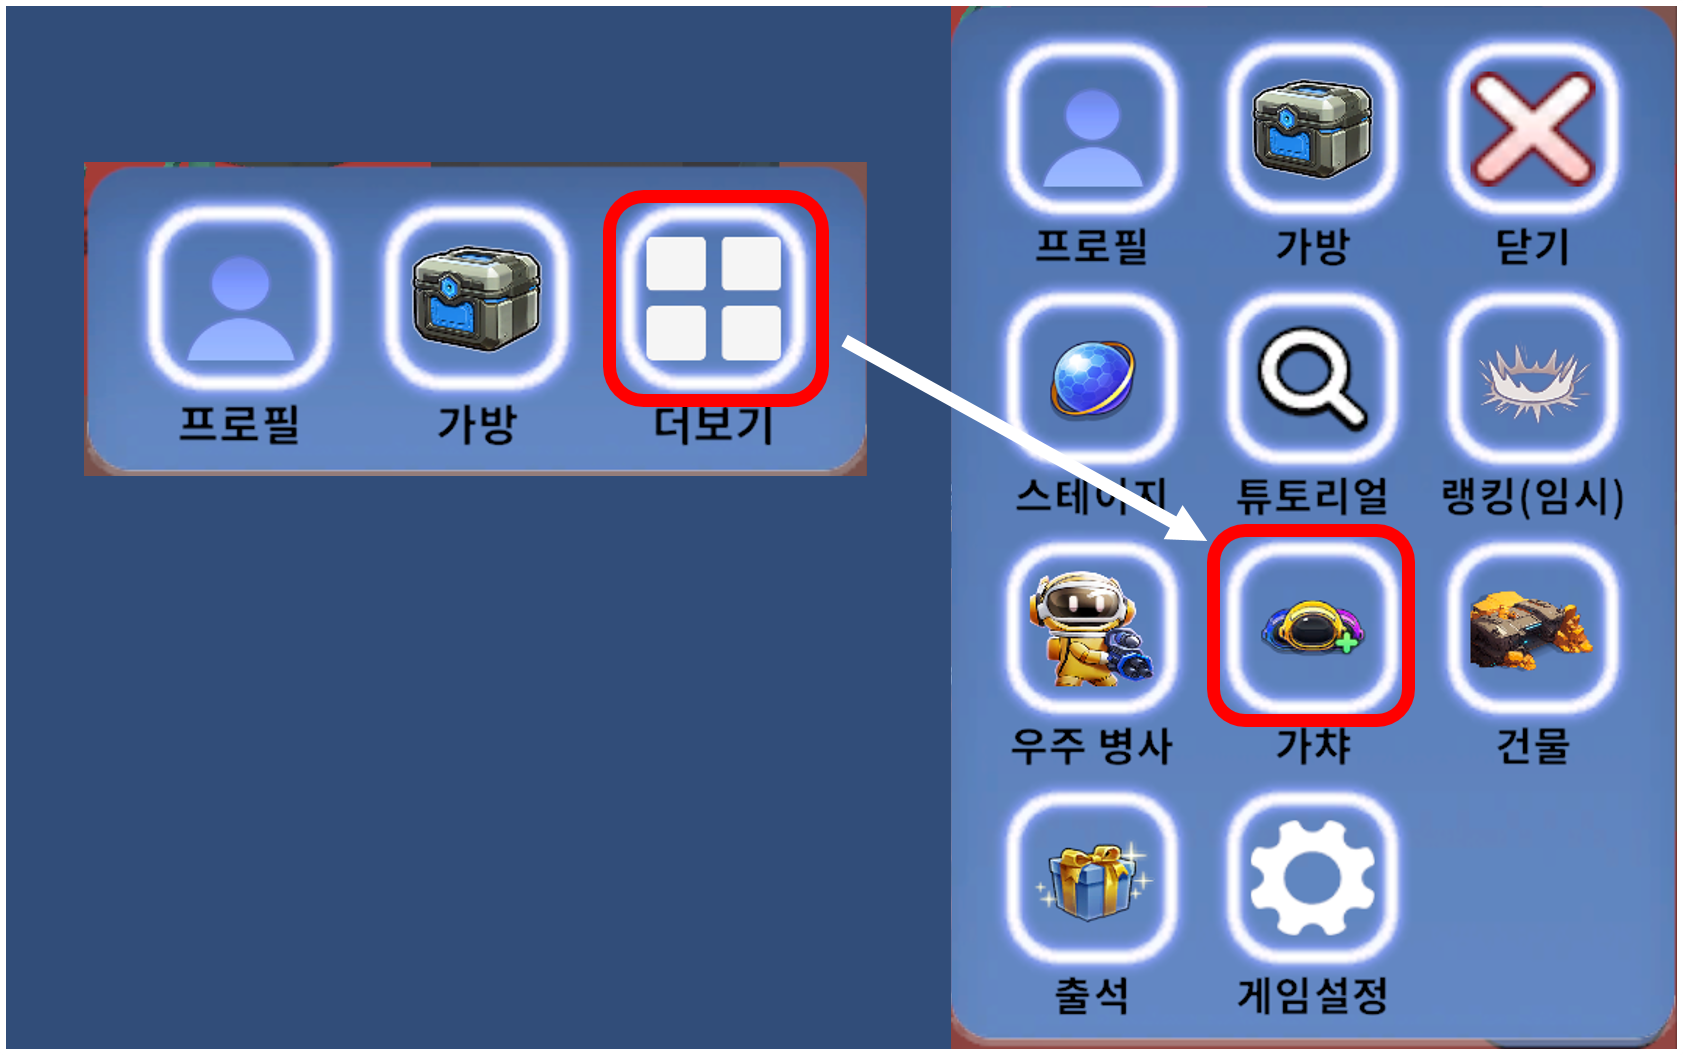 프로필 가방 더보기
프로필 가방 닫기
스테이지 튜토리얼 랭킹(임시)
우주 병사 가챠 건물
출석 게임설정